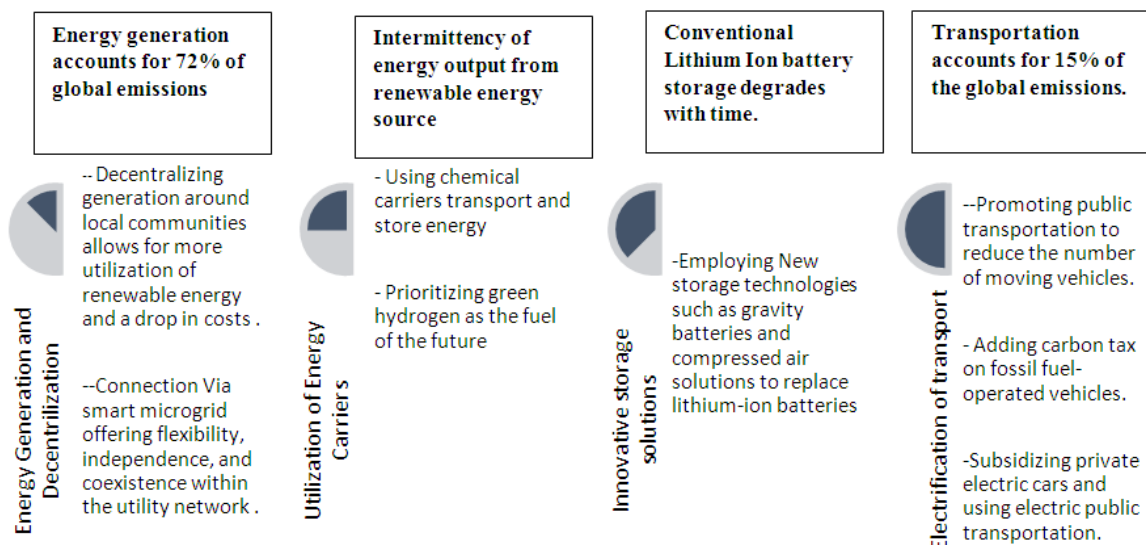 Energy generation
accounts for 72% of
global emissions
-- Decentralizing
generation around
local communities
allows for more
utilization of
renewable energy
and a drop in costs .
--Connection Via
smart microgrid
offering flexibility,
independence, and
coexistence within
the utility network .
Energy Generation and
Decentrilization
Intermittency of
energy output from
renewable energy
source
- Using chemical
carriers transport and
store energy
- Prioritizing green
hydrogen as the fuel
of the future
Utilization of Energy
Carriers
Conventional
Lithium Ion battery
storage degrades
with time.
-Employing New
storage technologies
such as gravity
batteries and
compressed air
solutions to replace
lithium-ion batteries
Innovative storage
solutions
Transportation
accounts for 15% of
the global emissions.
--Promoting public
transportation to
reduce the number
of moving vehicles.
- Adding carbon tax
on fossil fuel-
operated vehicles.
-Subsidizing private
electric cars and
using electric public
transportation.
Electrification of transport